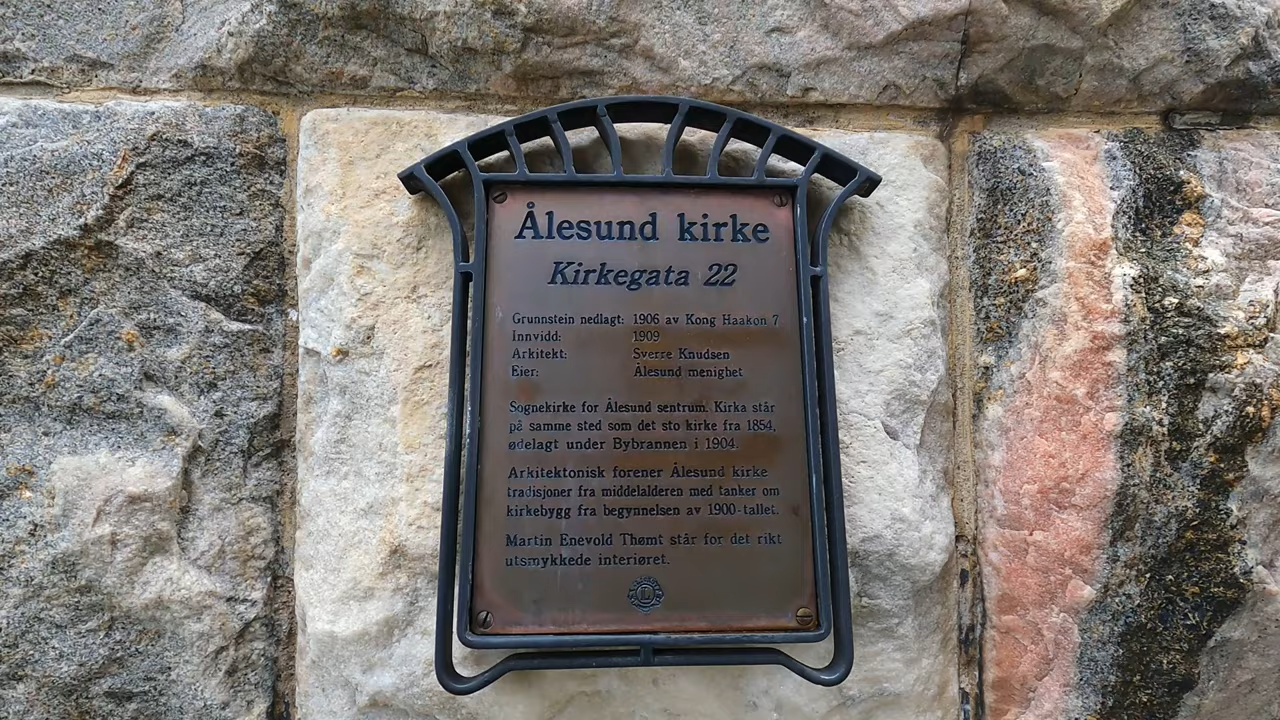 Ålesund kirke
Kirkegata 22
Grunnstein nedlagt: 1906 av Kong Haakon 7
Innvidd: 1909
Arkitekt: Sverre Knudsen
Eier: Ålesund menighet
Sognekirke for Ålesund sentrum. Kirka står
på samme sted som det sto kirke fra 1854,
ødelagt under Bybrannen i 1904.
Arkitektonisk forener Ålesund kirke
tradisjoner fra middelalderen med tanker om
kirkebygg fra begynnelsen av 1900-tallet.
Martin Enevold Thømt står for det rikt
utsmykkede interiøret.